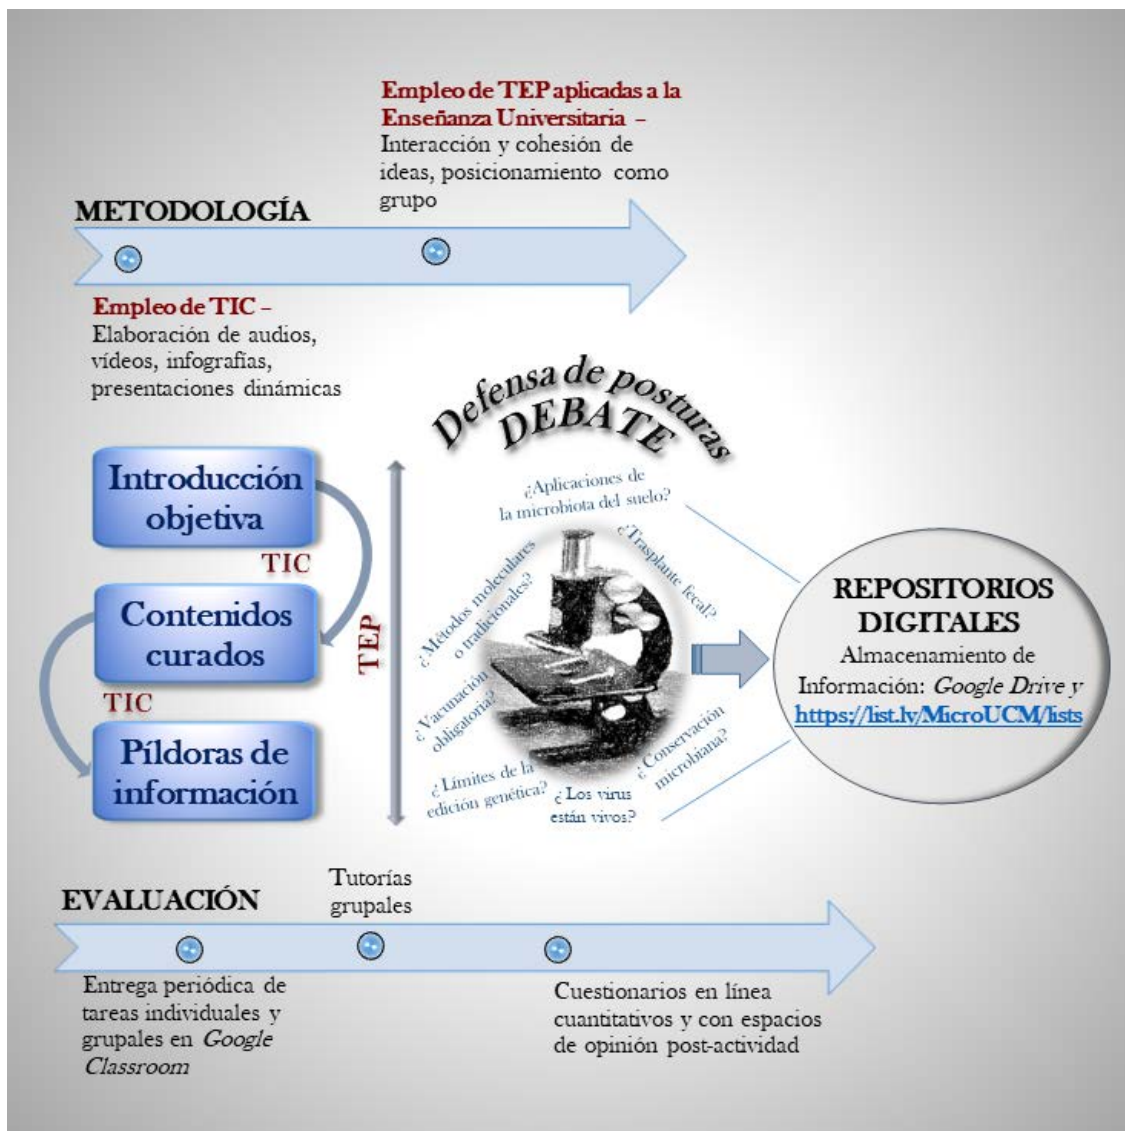 Empleo de TEP aplicadas a la
Enseñanza Universitaria –
Interacción y cohesión de
ideas, posicionamiento como
grupo
METODOLOGÍA
Empleo de TIC –
Elaboración de audios,
vídeos, infografías,
presentaciones dinámicas
Defensa de posturas
DEBATE
Introducción
objetiva
TIC
Contenidos
curados
TIC
Píldoras de
información
TEP
¿Aplicaciones de
la microbiota del suelo?
¿Trasplante fecal?
¿Métodos moleculares
o tradicionales?
¿Vacunación
obligatoria?
¿Límites de la
edición genética?
¿Los virus
están vivos?
¿Conservación
microbiana?
REPOSITORIOS
DIGITALES
Almacenamiento de
Información: Google Drive y
https://list.ly/MicroUCM/lists
EVALUACIÓN
Tutorías
grupales
Entrega periódica de
tareas individuales y
grupales en Google
Classroom
Cuestionarios en línea
cuantitativos y con espacios
de opinión post-actividad